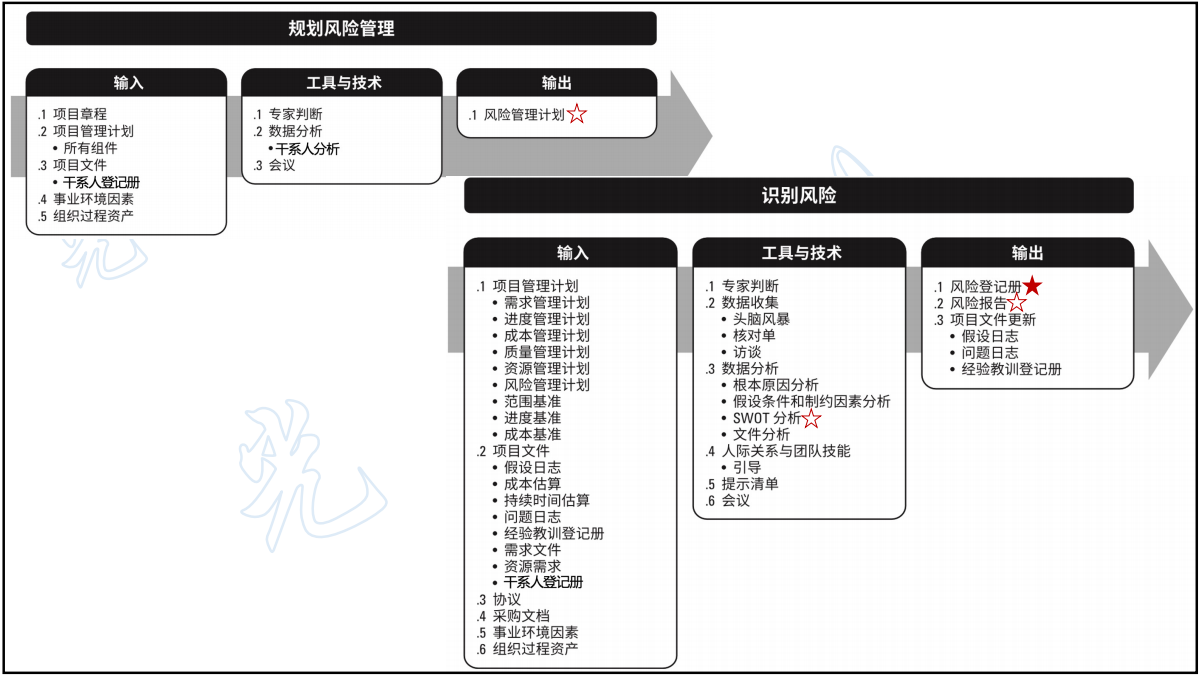 规划风险管理
输入
.1 项目章程
.2 项目管理计划
• 所有组件
.3 项目文件
• 干系人登记册
.4 事业环境因素
.5 组织过程资产
工具与技术
.1 专家判断
.2 数据分析
•干系人分析
.3 会议
输出
.1 风险管理计划☆
识别风险
输入
.1 项目管理计划
• 需求管理计划
• 进度管理计划
• 成本管理计划
• 质量管理计划
• 资源管理计划
• 风险管理计划
• 范围基准
• 进度基准
• 成本基准
.2 项目文件
• 假设日志
• 成本估算
• 持续时间估算
• 问题日志
• 经验教训登记册
• 需求文件
• 资源需求
• 干系人登记册
.3 协议
.4 采购文档
.5 事业环境因素
.6 组织过程资产
工具与技术
.1 专家判断
.2 数据收集
• 头脑风暴
• 核对单
• 访谈
.3 数据分析
• 根本原因分析
• 假设条件和制约因素分析
• SWOT 分析☆
• 文件分析
.4 人际关系与团队技能
• 引导
.5 提示清单
.6 会议
输出
.1 风险登记册★
.2 风险报告☆
.3 项目文件更新
• 假设日志
• 问题日志
• 经验教训登记册